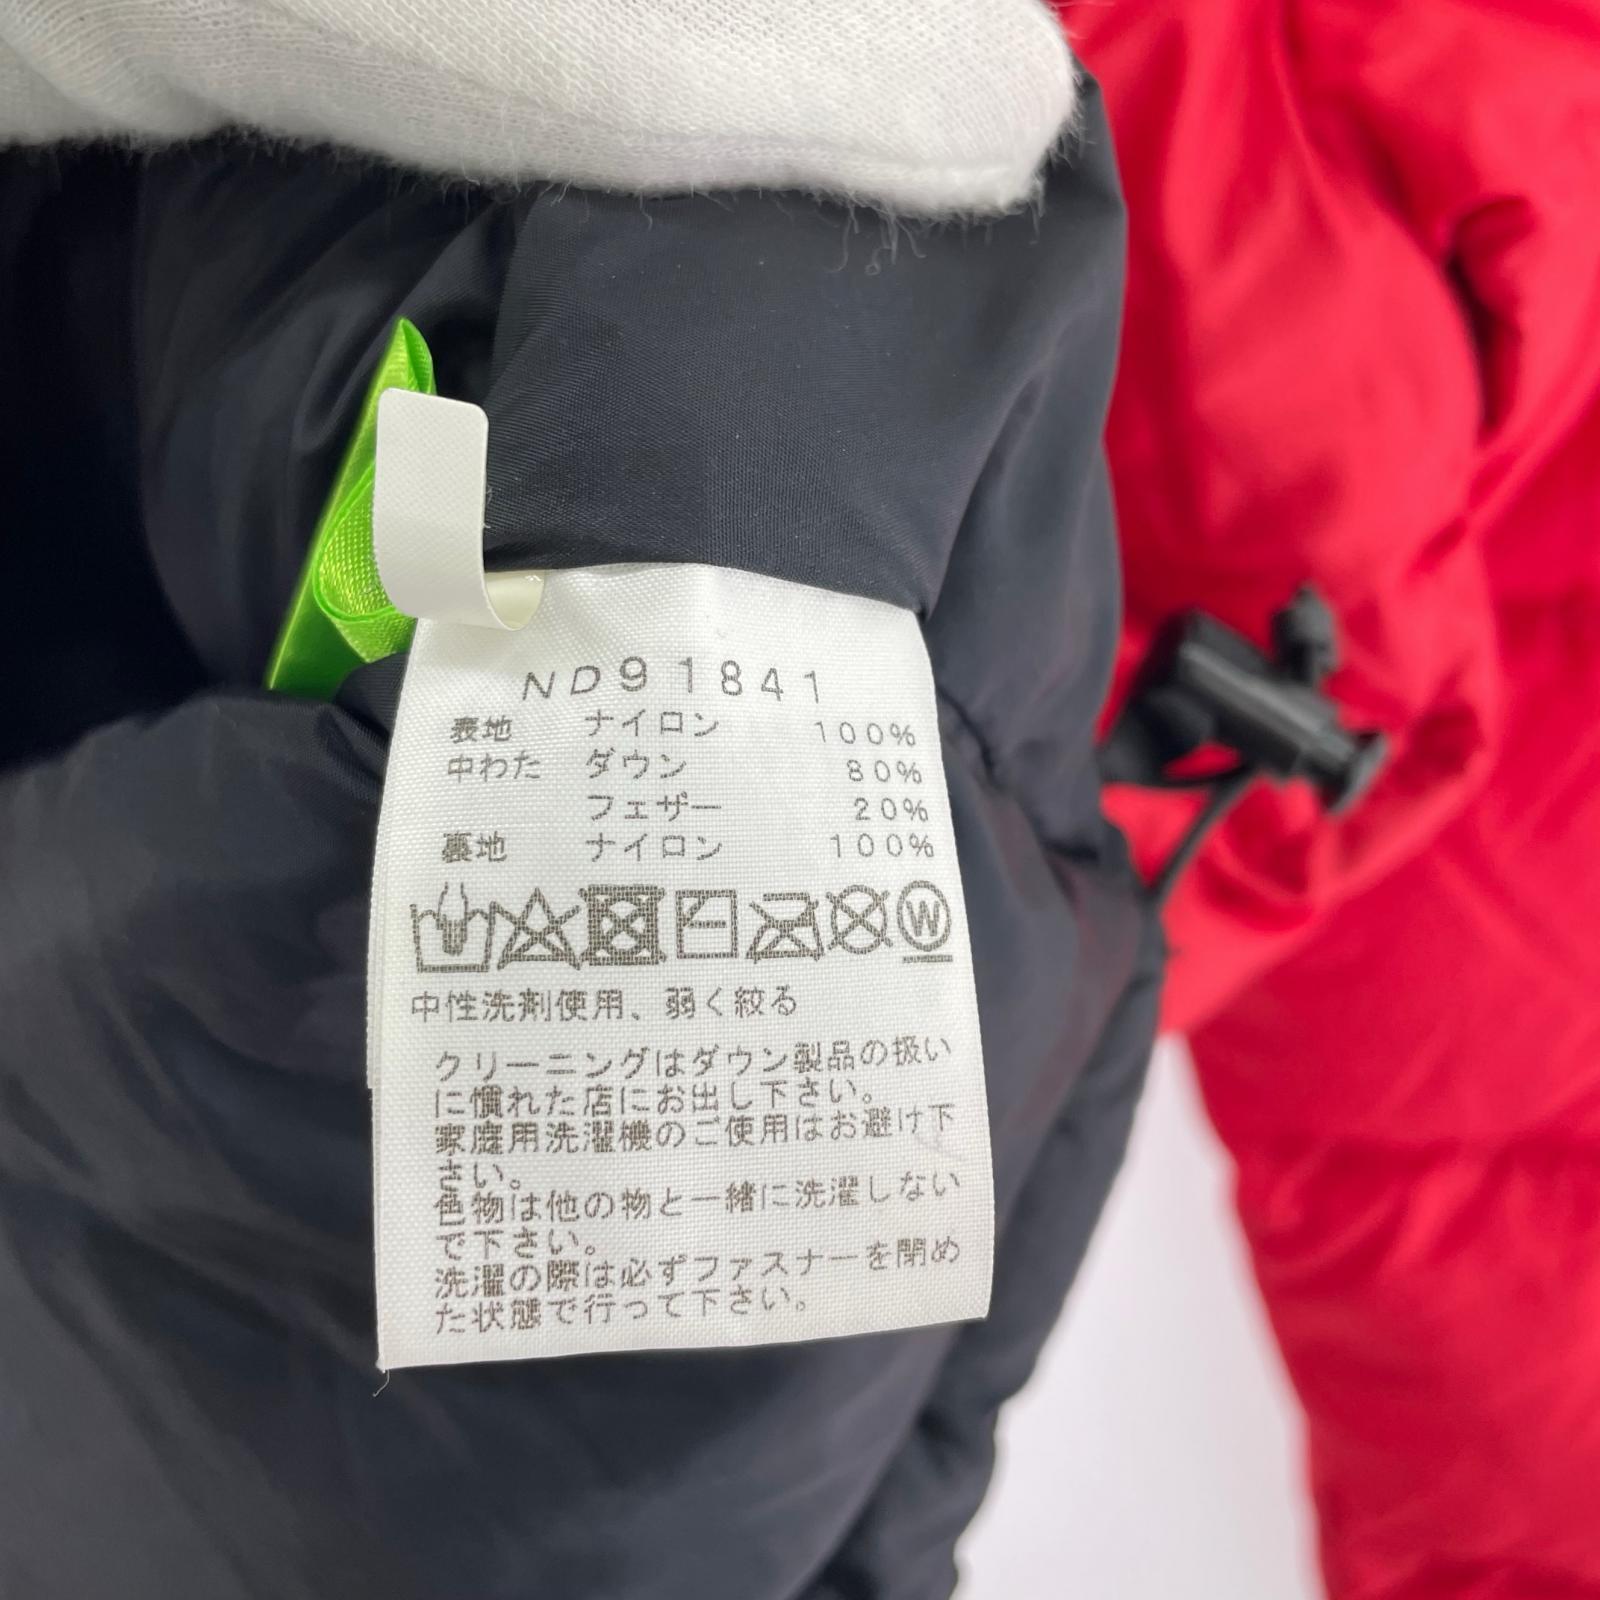 ND91841
表地 ナイロン 100%
中わた ダウン 80%
フェザー 20%
裏地 ナイロン 100%
W
中性洗剤使用、弱く絞る
クリーニングはダウン製品の扱い
に慣れた店にお出し下さい。
家庭用洗濯機のご使用はお避け下
さい。
色物は他の物と一緒に洗濯しない
で下さい。
洗濯の際は必ずファスナーを閉め
た状態で行って下さい。